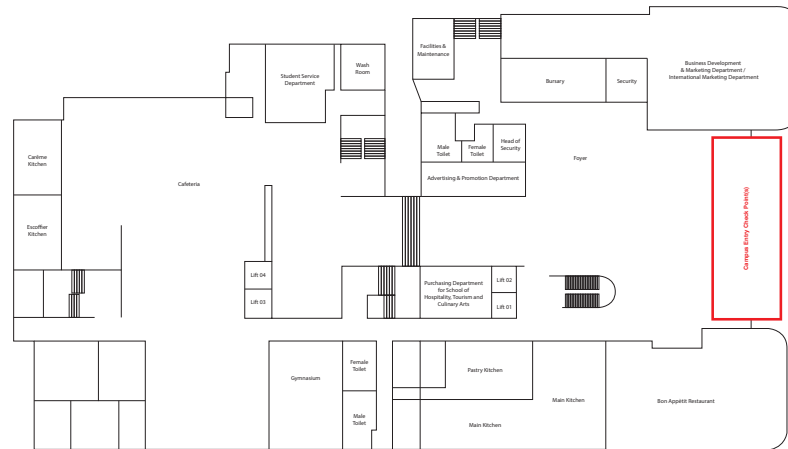 Facilities &
Maintenance
Business Development
& Marketing Department /
International Marketing Department
Wash
Room
Student Service
Department
Bursary
Security
Male
Toilet
Female
Toilet
Head of
Security
Foyer
Canlme
Kitchen
Cafeteria
Advertising & Promotion Department
Campus Entry Check Point(s)
Escoffier
Kitchen
Lift 04
Lift 03
Purchasing Department
for School of
Hospitality, Tourism and
Culinary Arts
Lift 02
Lift 01
Female
Toilet
Gymnasium
Pastry Kitchen
Main Kitchen
Bon Appétit Restaurant
Male
Toilet
Main Kitchen